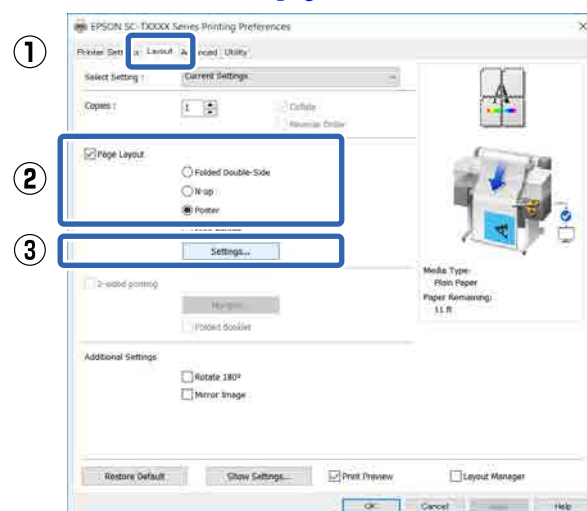 EPSON SC-TXXXX Series Printing Preferences
1
Layout
Utility
Select Setting :
Current Settings
Copies :
1
Collate
Reverse Order
2
Page Layout
Folded Double-Side
N-up
Poster
3
Settings...
2-sided printing
Margins...
Folded Booklet
Media Type:
Plain Paper
Paper Remaining:
11 ft
Additional Settings
Rotate 180º
Mirror Image
Restore Default
Show Settings...
Print Preview
Layout Manager
OK
Cancel
Help